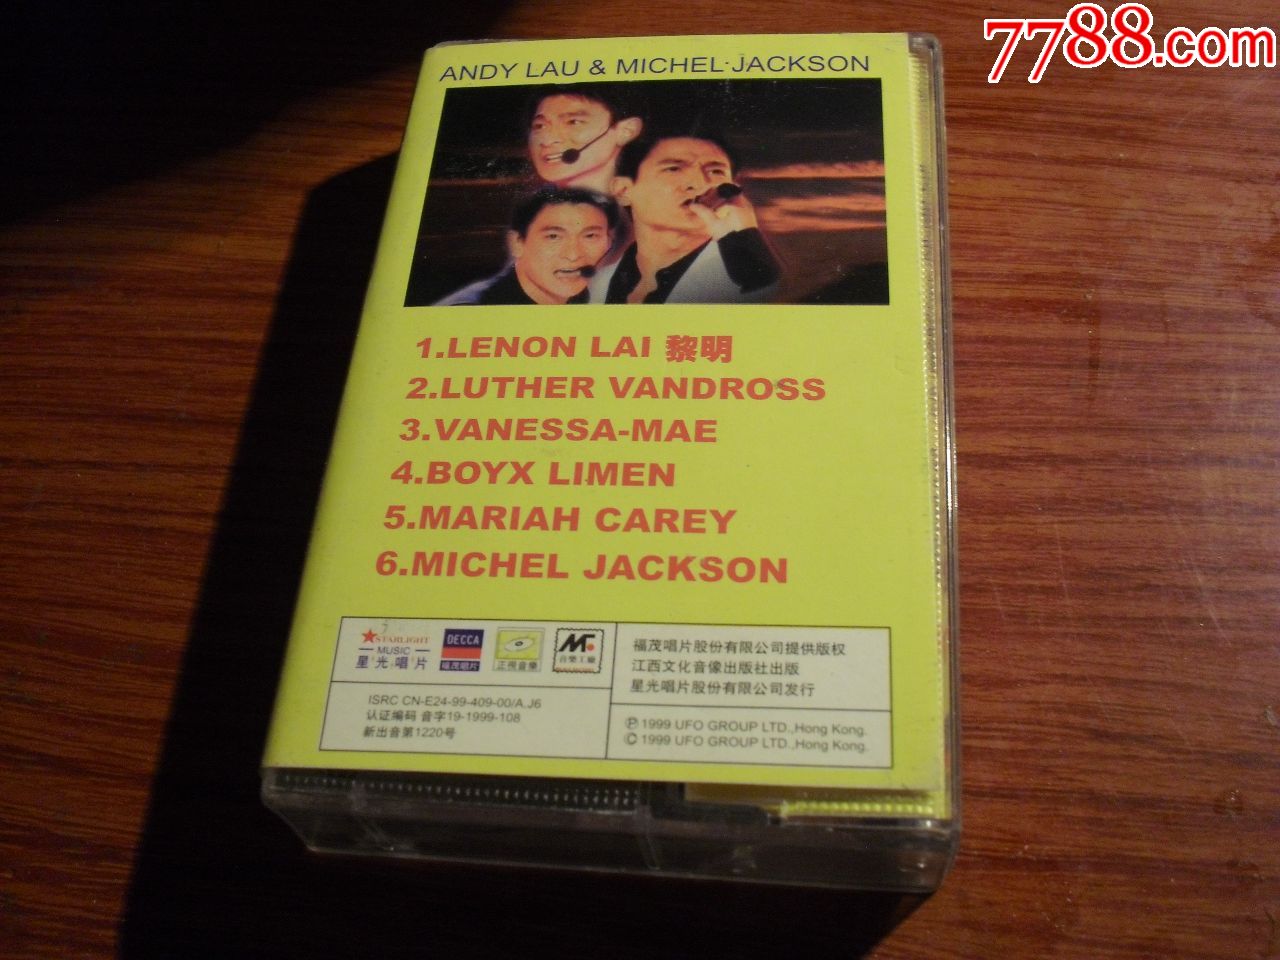 7788.com
ANDY LAU & MICHEL·JACKSON
1.LENON LAI 黎明
2.LUTHER VANDROSS
3.VANESSA-MAE
4.BOYX LIMEN
5.MARIAH CAREY
6.MICHEL JACKSON
STARLIGHT
MUSIC
星光唱片
DECCA
福茂唱片
正視音樂
音樂工廠
福茂唱片股份有限公司提供版权
江西文化音像出版社出版
星光唱片股份有限公司发行
ISRC CN-E24-99-409-00/A.J6
认证编码 音字19-1999-108
新出音第1220号
Ⓟ 1999 UFO GROUP LTD.,Hong Kong.
© 1999 UFO GROUP LTD.,Hong Kong.